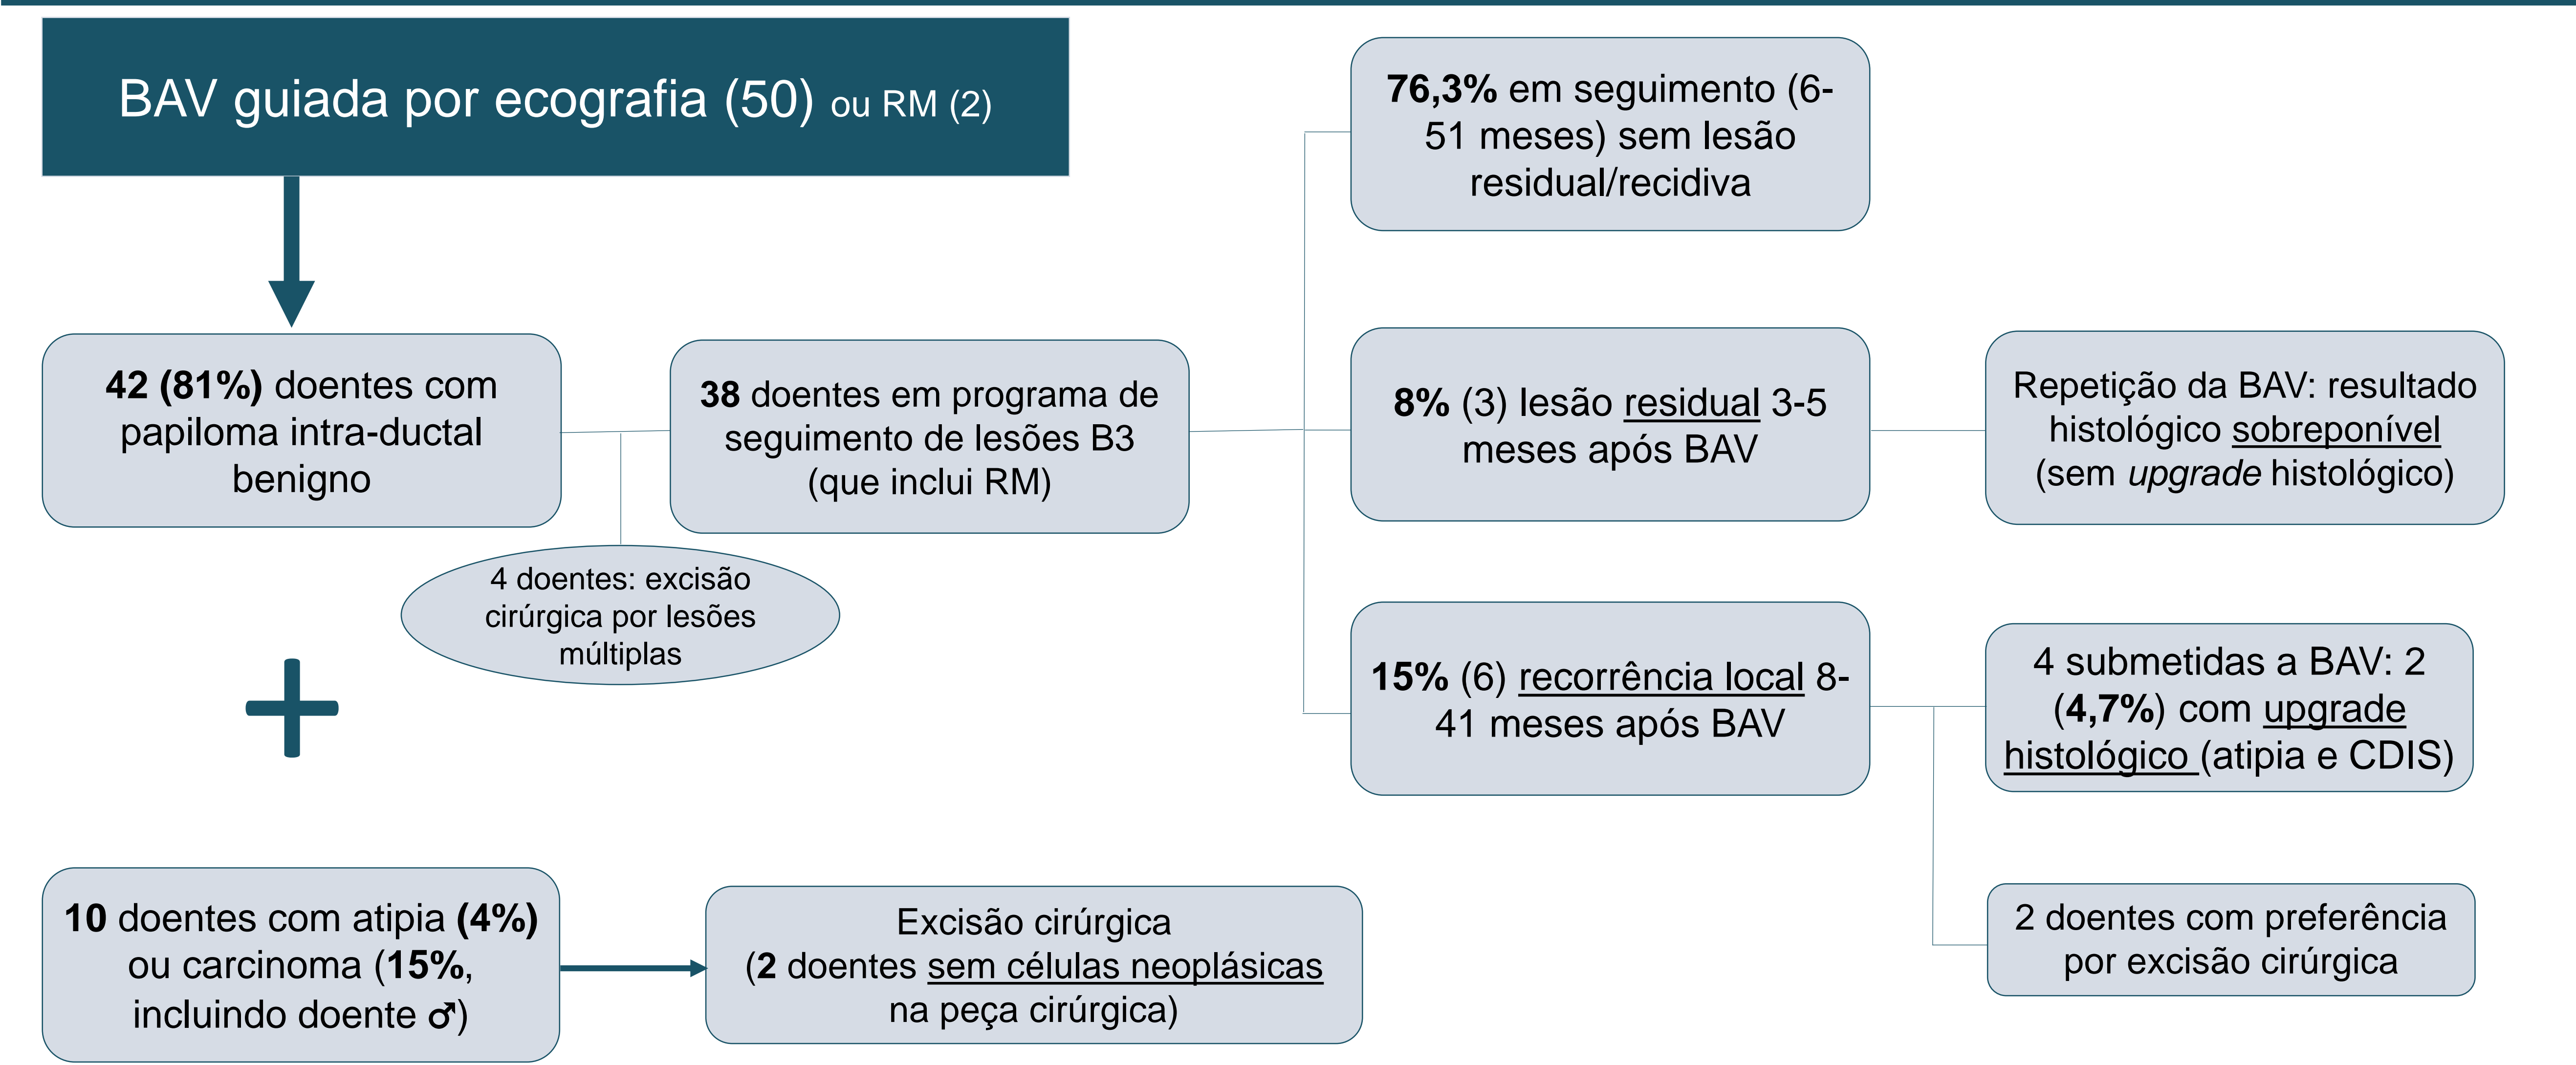 BAV guiada por ecografia (50) ou RM (2)
42 (81%) doentes com
papiloma intra-ductal
benigno
4 doentes: excisão
cirúrgica por lesões
múltiplas
38 doentes em programa de
seguimento de lesões B3
(que inclui RM)
76,3% em seguimento (6-
51 meses) sem lesão
residual/recidiva
8% (3) lesão residual 3-5
meses após BAV
Repetição da BAV: resultado
histológico sobreponível
(sem upgrade histológico)
15% (6) recorrência local 8-
41 meses após BAV
4 submetidas a BAV: 2
(4,7%) com upgrade
histológico (atipia e CDIS)
2 doentes com preferência
por excisão cirúrgica
10 doentes com atipia (4%)
ou carcinoma (15%,
incluindo doente ♂)
Excisão cirúrgica
(2 doentes sem células neoplásicas
na peça cirúrgica)